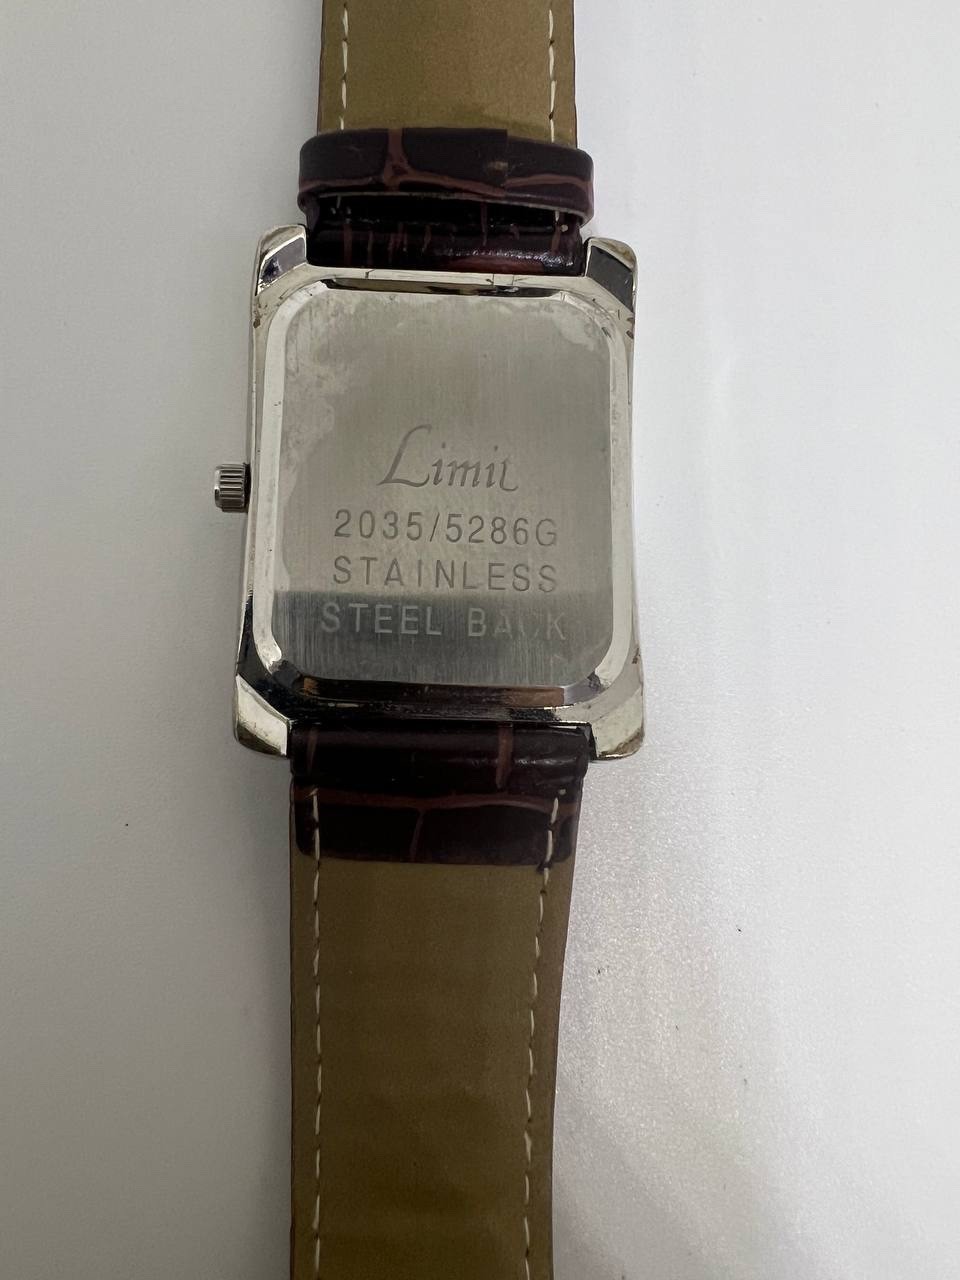 Limit
2035/5286G
STAINLESS
STEEL BACK